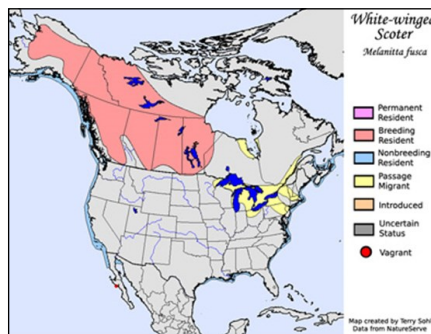 White-winged
Scoter
Melanitta fusca
Permanent
Resident
Breeding
Resident
Nonbreeding
Resident
Passage
Migrant
Introduced
Uncertain
Status
Vagrant
Map created by Terry Sohl
Data from NatureServe